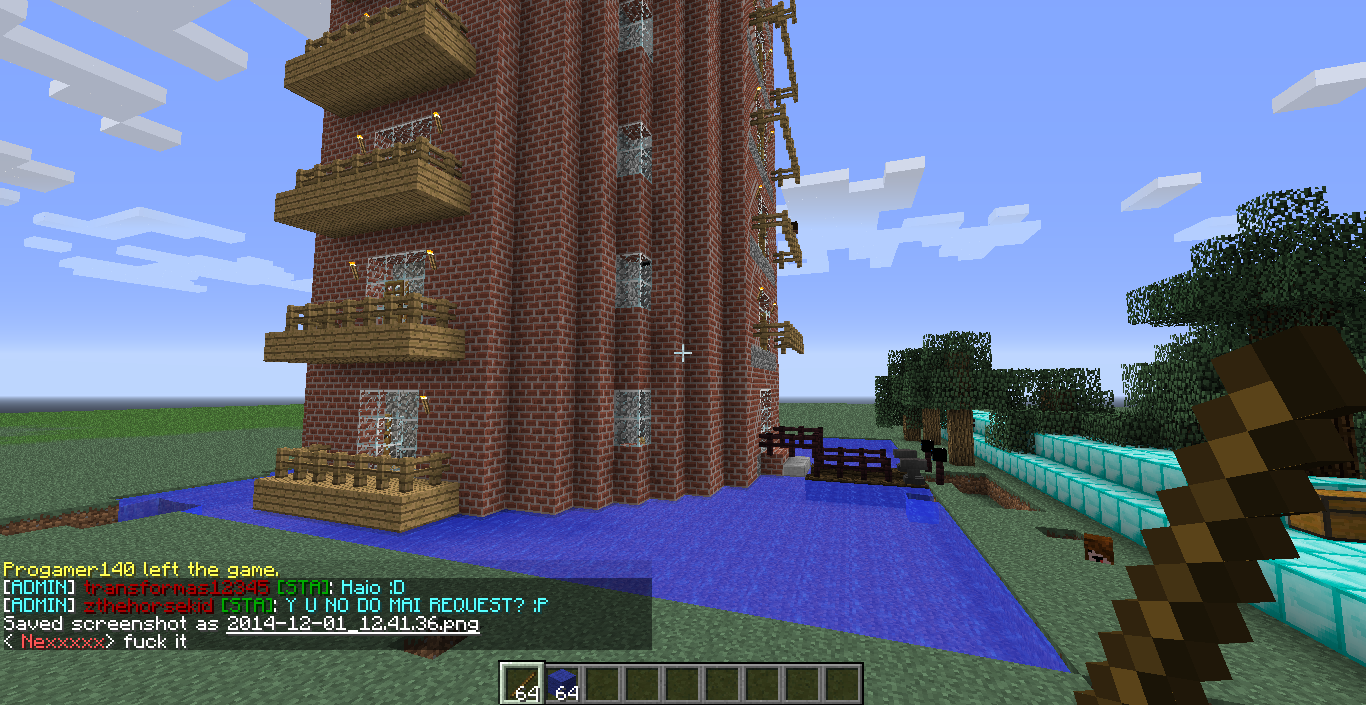 Progamer140 left the game.
[ADMIN] transformas12345 [STA]: Haio :D
[ADMIN] zthehorsekid [STA]: Y U NO DO MAI REQUEST? :P
Saved screenshot as 2014-12-01_12.41.36.png
< Nexxxxx> fuck it
64 64